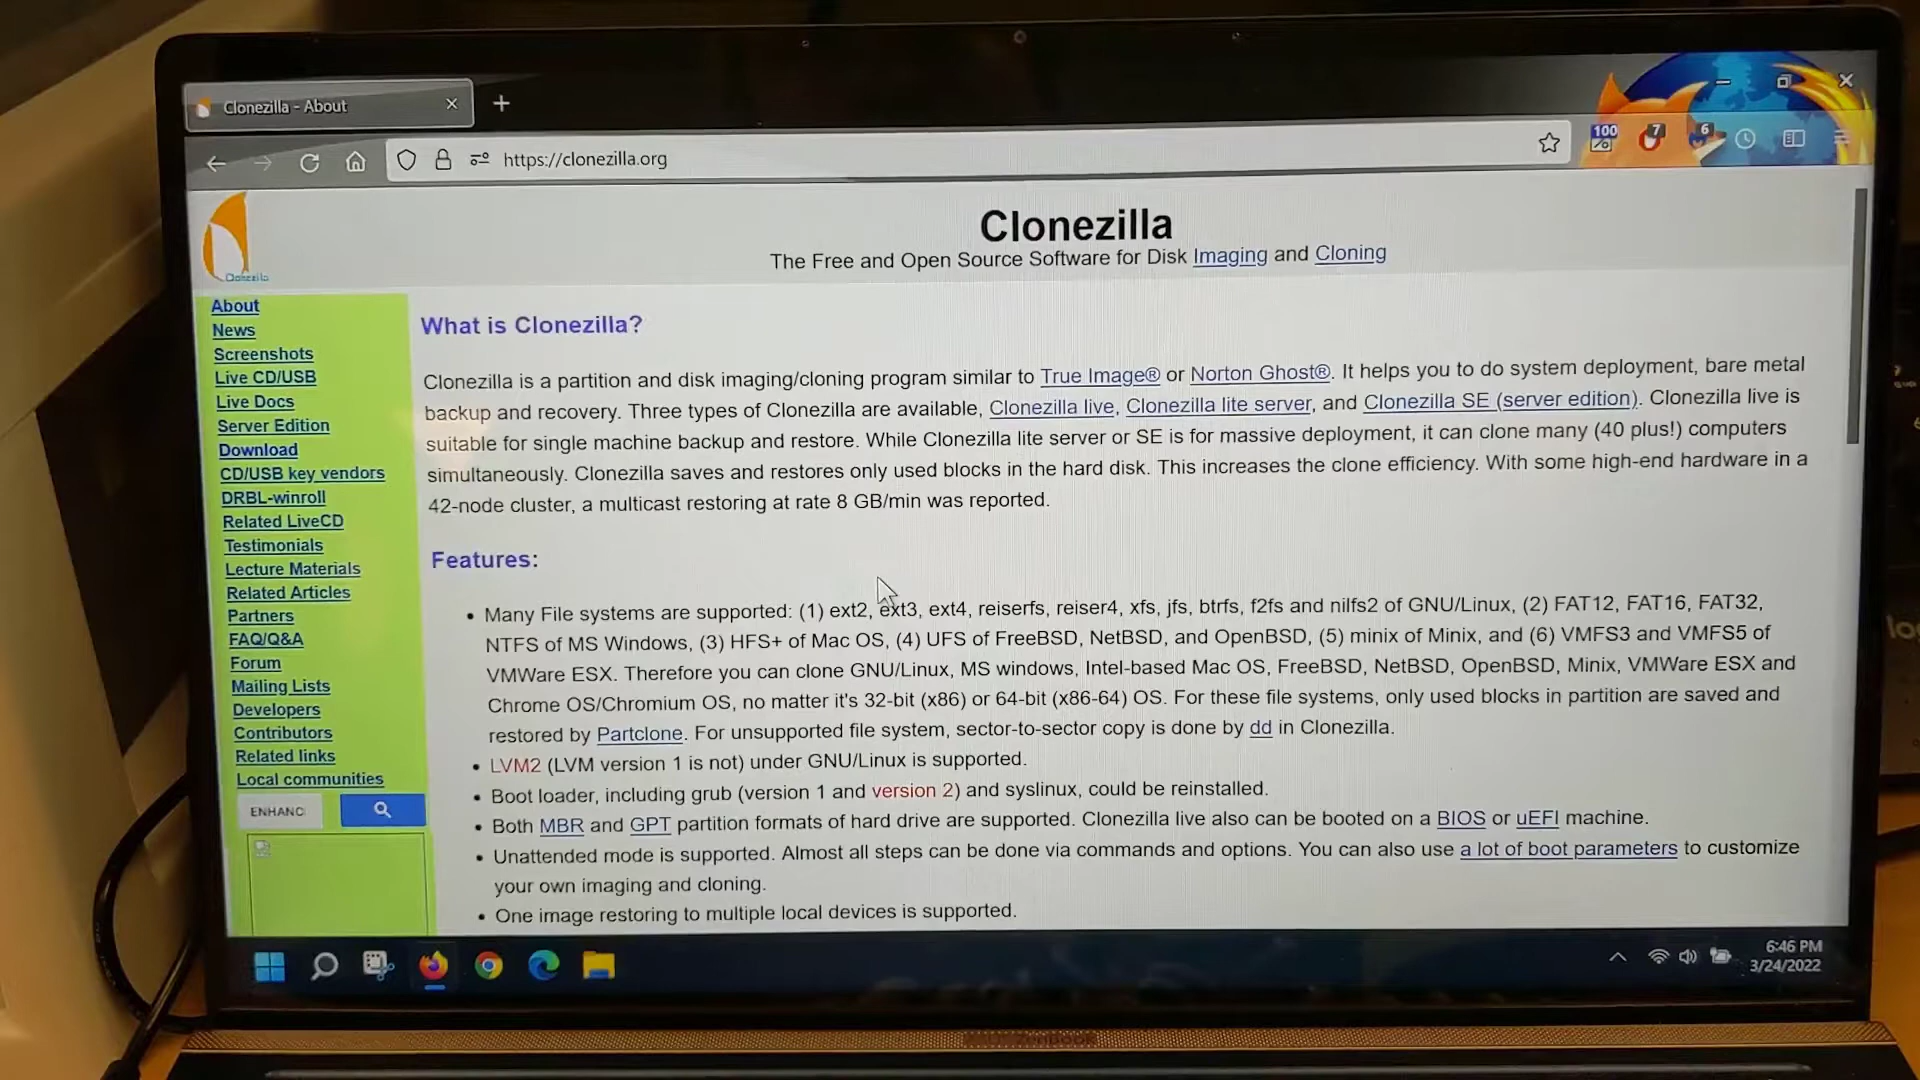 Clonezilla - About
100
7
6
https://clonezilla.org
Clonezilla
Clonezilla
The Free and Open Source Software for Disk Imaging and Cloning
About
News
Screenshots
Live CD/USB
Live Docs
Server Edition
Download
CD/USB key vendors
DRBL-winroll
Related LiveCD
Testimonials
Lecture Materials
Related Articles
Partners
FAQ/Q&A
Forum
Mailing Lists
Developers
Contributors
Related links
Local communities
ENHANC
What is Clonezilla?
Clonezilla is a partition and disk imaging/cloning program similar to True Image® or Norton Ghost®. It helps you to do system deployment, bare metal
backup and recovery. Three types of Clonezilla are available, Clonezilla live, Clonezilla lite server, and Clonezilla SE (server edition). Clonezilla live is
suitable for single machine backup and restore. While Clonezilla lite server or SE is for massive deployment, it can clone many (40 plus!) computers
simultaneously. Clonezilla saves and restores only used blocks in the hard disk. This increases the clone efficiency. With some high-end hardware in a
42-node cluster, a multicast restoring at rate 8 GB/min was reported.
Features:
• Many File systems are supported: (1) ext2, ext3, ext4, reiserfs, reiser4, xfs, jfs, btrfs, f2fs and nilfs2 of GNU/Linux, (2) FAT12, FAT16, FAT32,
NTFS of MS Windows, (3) HFS+ of Mac OS, (4) UFS of FreeBSD, NetBSD, and OpenBSD, (5) minix of Minix, and (6) VMFS3 and VMFS5 of
VMWare ESX. Therefore you can clone GNU/Linux, MS windows, Intel-based Mac OS, FreeBSD, NetBSD, OpenBSD, Minix, VMWare ESX and
Chrome OS/Chromium OS, no matter it's 32-bit (x86) or 64-bit (x86-64) OS. For these file systems, only used blocks in partition are saved and
restored by Partclone. For unsupported file system, sector-to-sector copy is done by dd in Clonezilla.
• LVM2 (LVM version 1 is not) under GNU/Linux is supported.
• Boot loader, including grub (version 1 and version 2) and syslinux, could be reinstalled.
• Both MBR and GPT partition formats of hard drive are supported. Clonezilla live also can be booted on a BIOS or uEFI machine.
• Unattended mode is supported. Almost all steps can be done via commands and options. You can also use a lot of boot parameters to customize
your own imaging and cloning.
• One image restoring to multiple local devices is supported.
6:46 PM
3/24/2022